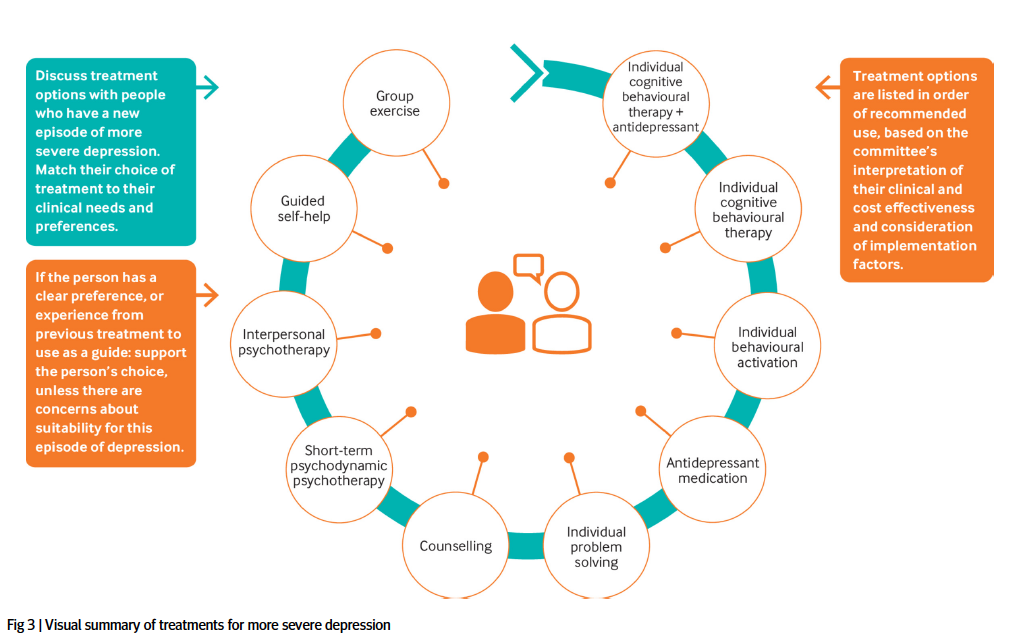 Discuss treatment
options with people
who have a new
episode of more
severe depression.
Match their choice of
treatment to their
clinical needs and
preferences.
If the person has a
clear preference, or
experience from
previous treatment to
use as a guide: support
the person's choice,
unless there are
concerns about
suitability for this
episode of depression.
Individual
cognitive
behavioural
therapy +
antidepressant
Individual
cognitive
behavioural
therapy
Individual
behavioural
activation
Antidepressant
medication
Individual
problem
solving
Counselling
Short-term
psychodynamic
psychotherapy
Interpersonal
psychotherapy
Guided
self-help
Group
exercise
Treatment options
are listed in order
of recommended
use, based on the
committee's
interpretation of
their clinical and
cost effectiveness
and consideration
of implementation
factors.
Fig 3 | Visual summary of treatments for more severe depression